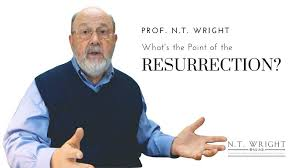 PROF. N.T. WRIGHT
What's the Point of the
RESURRECTION?
N.T. WRIGHT